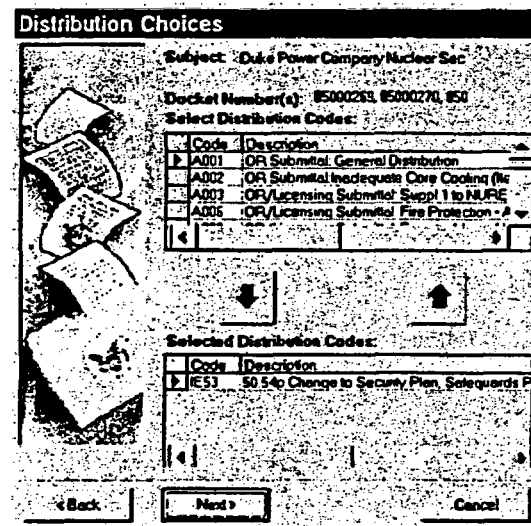 Distribution Choices
Subject: Duke Power Company Nuclear Sec
Docket Number(s): 05000269, 05000270, 050
Select Distribution Codes:
Code Description
A001 OR Submittal: General Distribution
A002 OR Submittal: Inadequate Core Cooling (Ite
A003 OR/Licensing Submittal: Suppl 1 to NURE
A006 OR/Licensing Submittal: Fire Protection - A
Selected Distribution Codes:
Code Description
IE53 50.54p Change to Security Plan, Safeguards P
< Back Next > Cancel